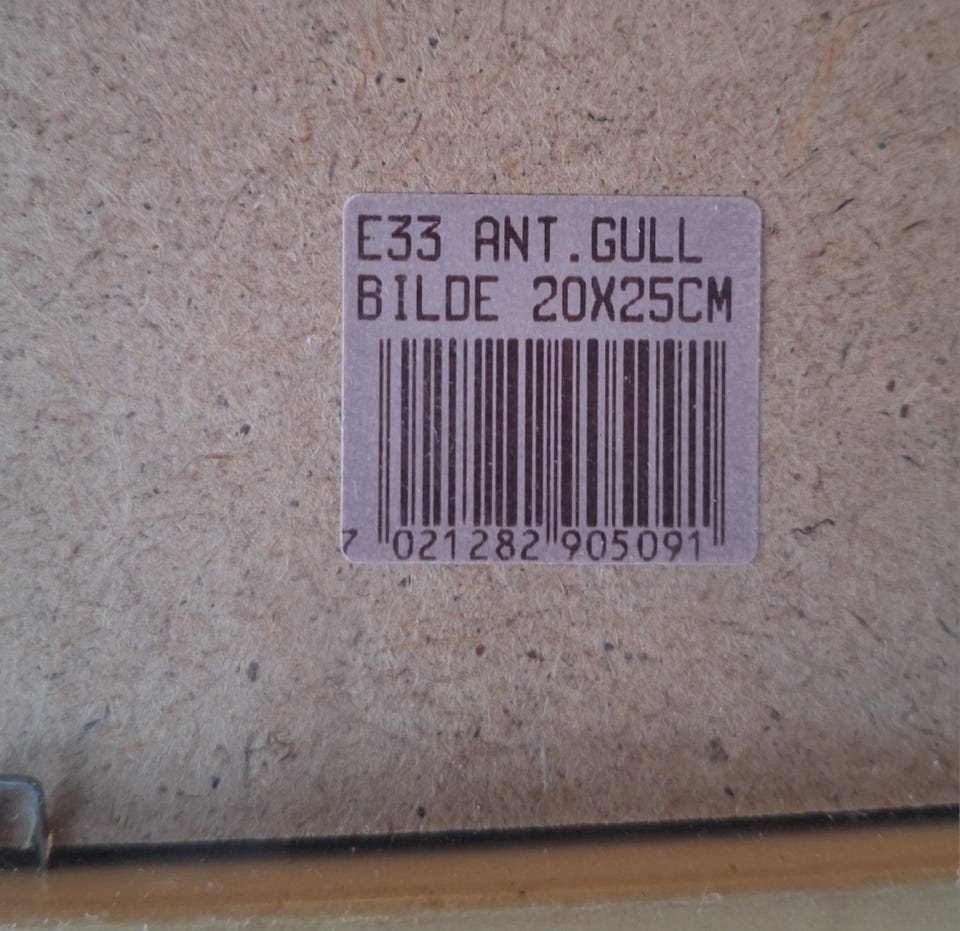 E33 ANT.GULL
BILDE 20X25CM
7 021282 905091